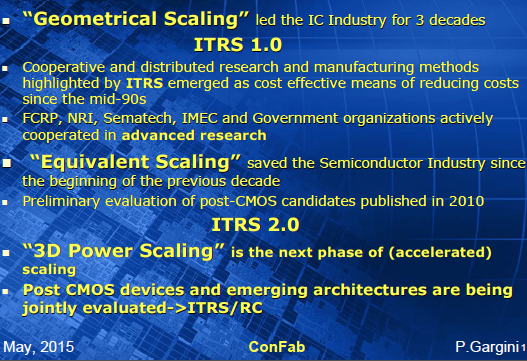 ▪ “Geometrical Scaling” led the IC Industry for 3 decades
ITRS 1.0
▪ Cooperative and distributed research and manufacturing methods
highlighted by ITRS emerged as cost effective means of reducing costs
since the mid-90s
▪ FCRP, NRI, Sematech, IMEC and Government organizations actively
cooperated in advanced research
▪ “Equivalent Scaling” saved the Semiconductor Industry since
the beginning of the previous decade
▪ Preliminary evaluation of post-CMOS candidates published in 2010
ITRS 2.0
▪ “3D Power Scaling” is the next phase of (accelerated)
scaling
▪ Post CMOS devices and emerging architectures are being
jointly evaluated->ITRS/RC
May, 2015 ConFab P.Gargini 1